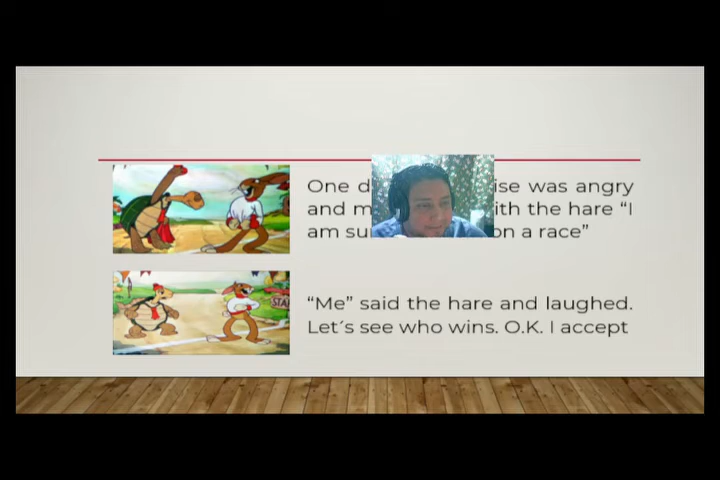 One d ise was angry
and m ith the hare “I
am su on a race”
“Me” said the hare and laughed.
Let´s see who wins. O.K. I accept
STA